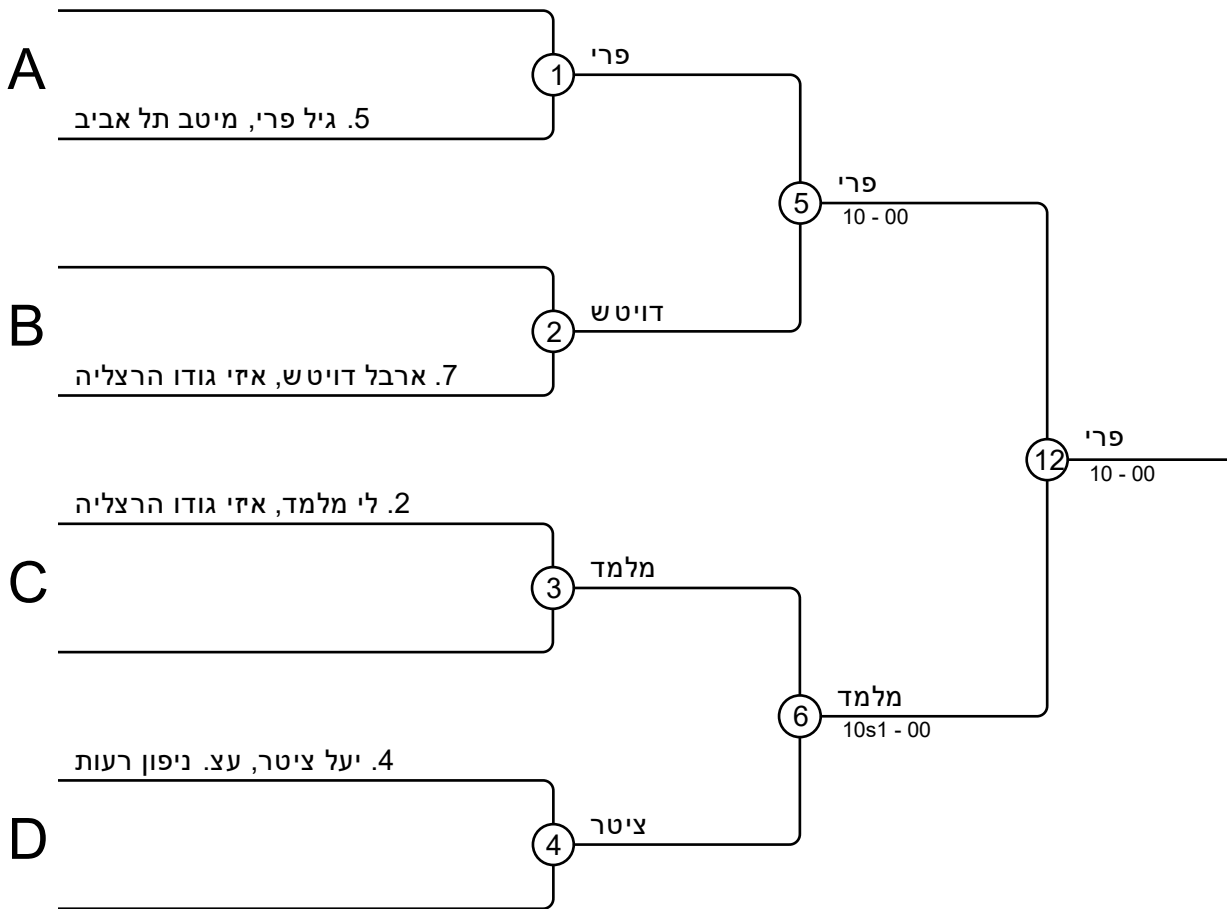 A
1
פרי
5. גיל פרי, מיטב תל אביב
5
פרי
10 - 00
B
2
דויטש
7. ארבל דויטש, איזי גודו הרצליה
12
פרי
10 - 00
2. לי מלמד, איזי גודו הרצליה
C
3
מלמד
6
מלמד
10s1 - 00
4. יעל ציטר, עצ. ניפון רעות
D
4
ציטר